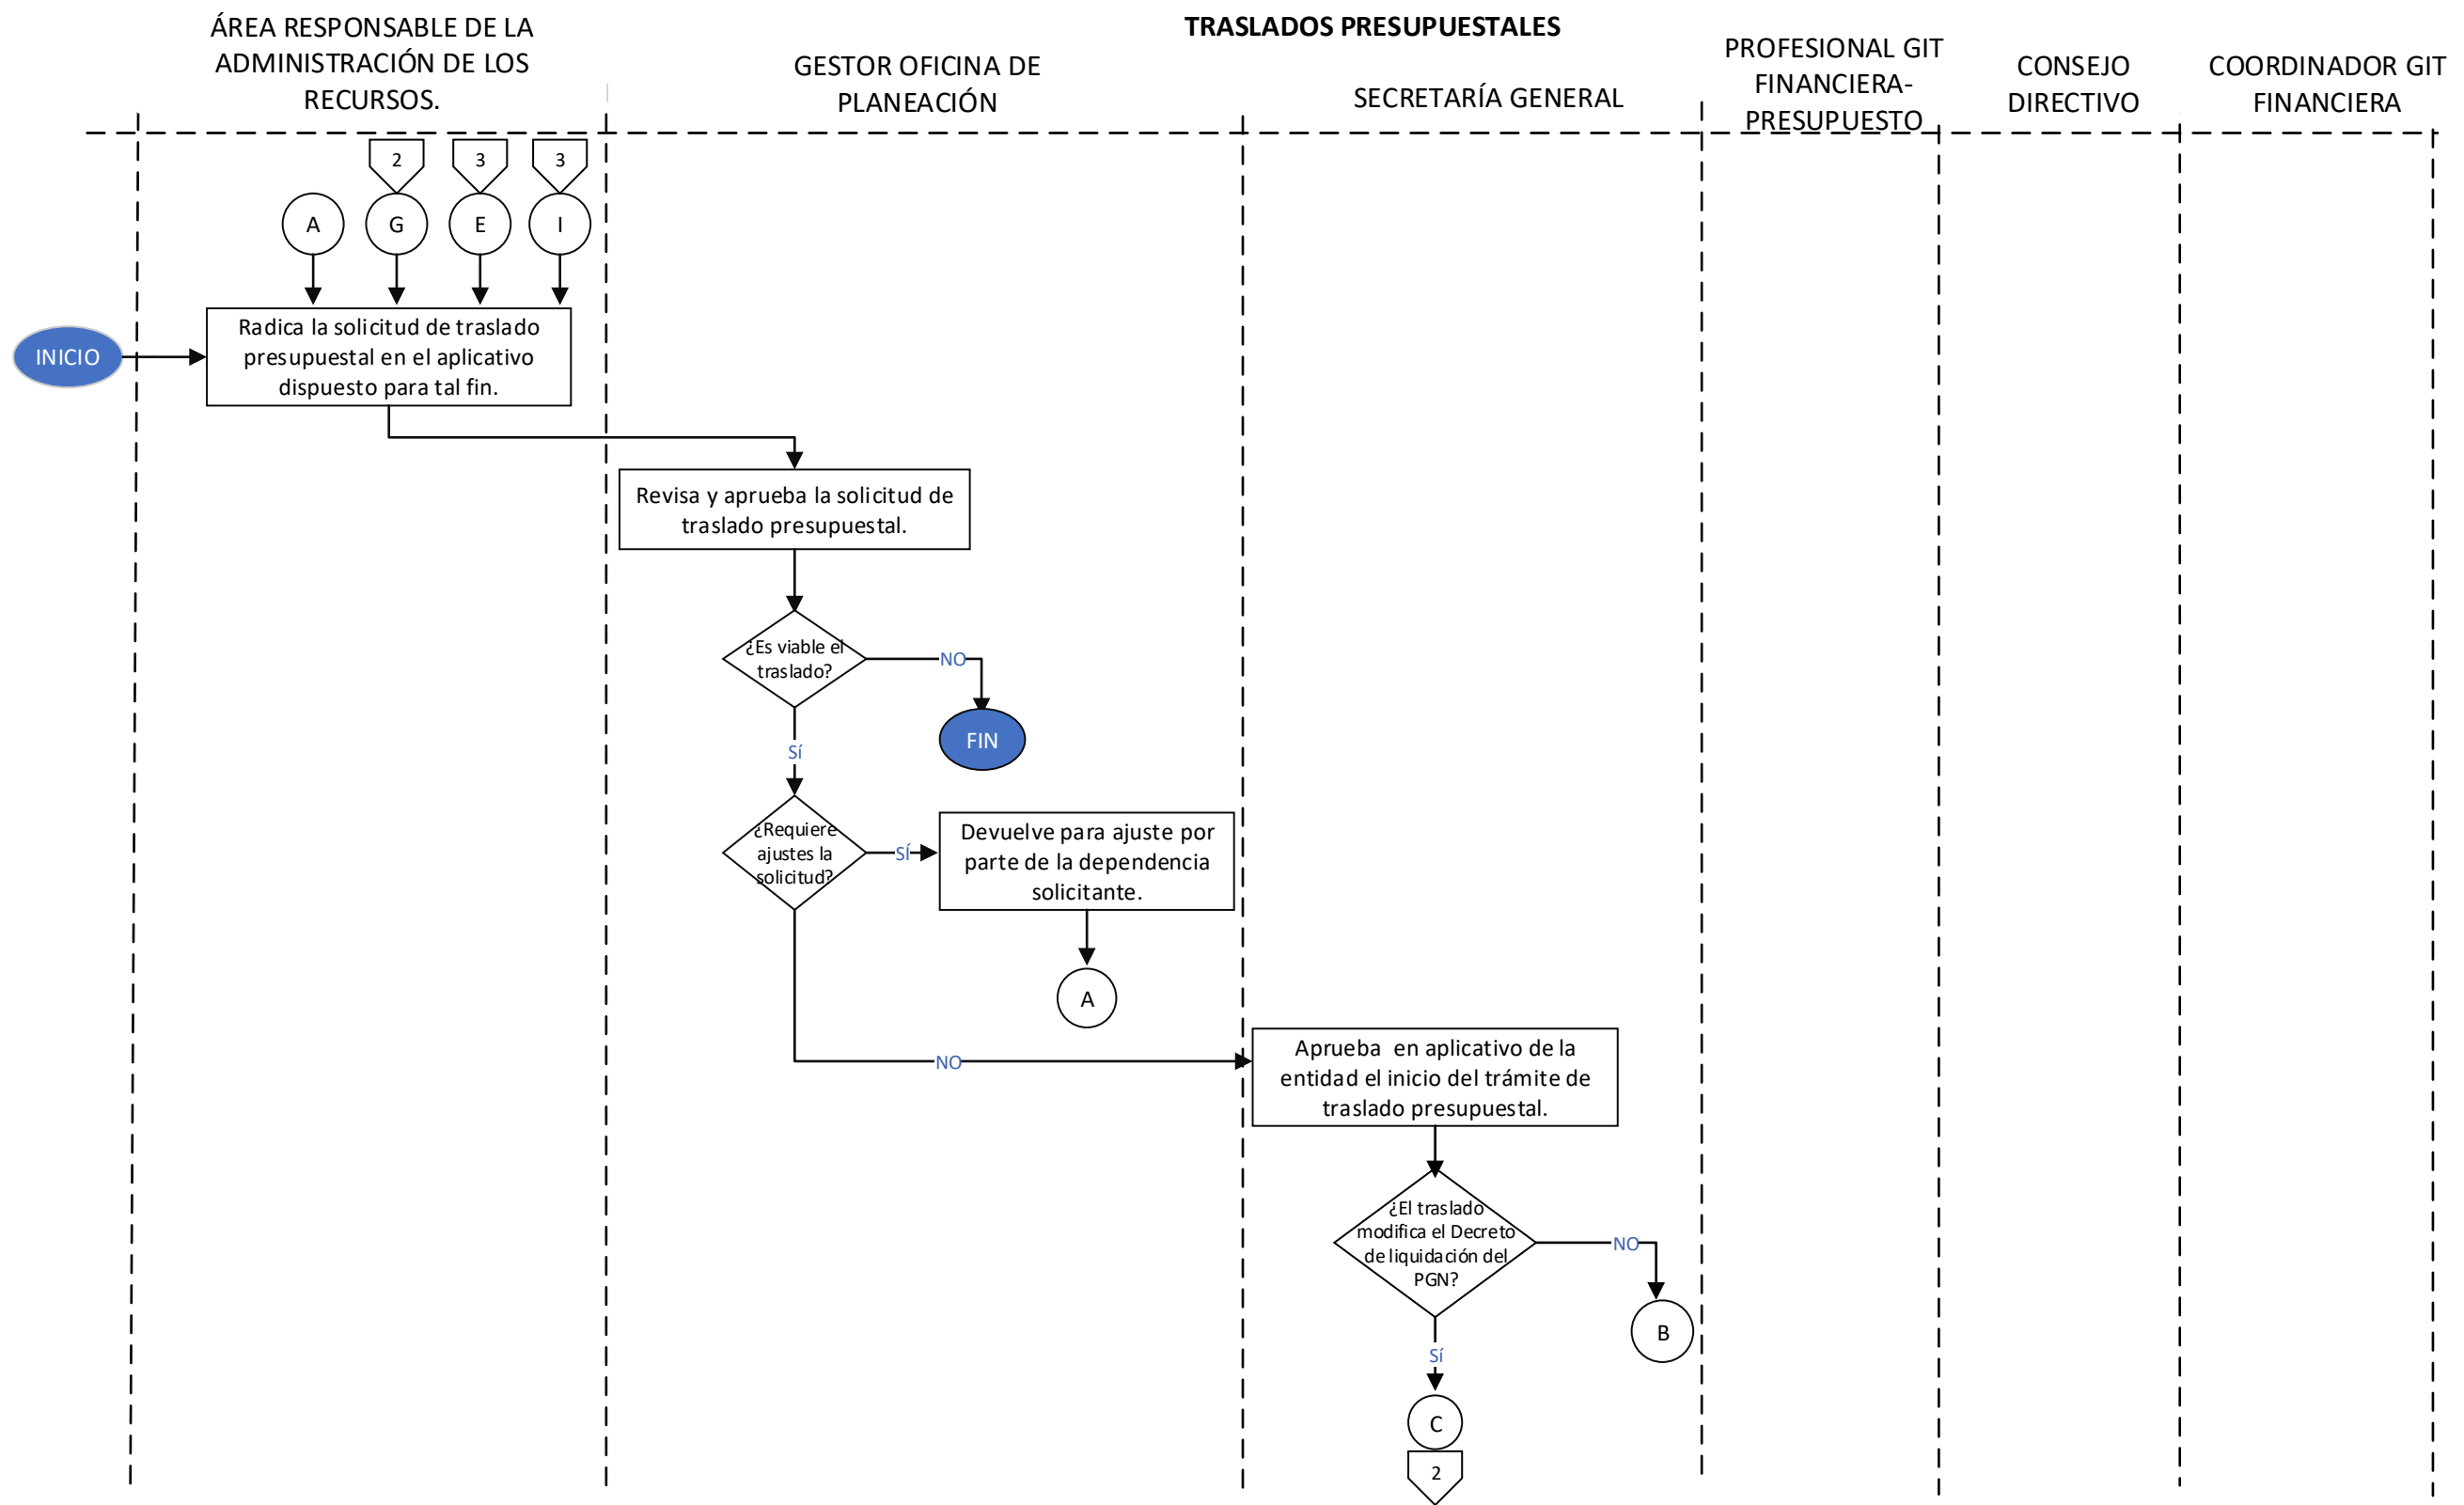 TRASLADOS PRESUPUESTALES
ÁREA RESPONSABLE DE LA
ADMINISTRACIÓN DE LOS
RECURSOS.
GESTOR OFICINA DE
PLANEACIÓN
SECRETARÍA GENERAL
PROFESIONAL GIT
FINANCIERA-
PRESUPUESTO
CONSEJO
DIRECTIVO
COORDINADOR GIT
FINANCIERA
2
3
3
A
G
E
I
INICIO
Radica la solicitud de traslado
presupuestal en el aplicativo
dispuesto para tal fin.
Revisa y aprueba la solicitud de
traslado presupuestal.
¿Es viable el
traslado?
NO
FIN
Sí
¿Requiere
ajustes la
solicitud?
SÍ
Devuelve para ajuste por
parte de la dependencia
solicitante.
A
NO
Aprueba en aplicativo de la
entidad el inicio del trámite de
traslado presupuestal.
¿El traslado
modifica el Decreto
de liquidación del
PGN?
NO
B
Sí
C
2